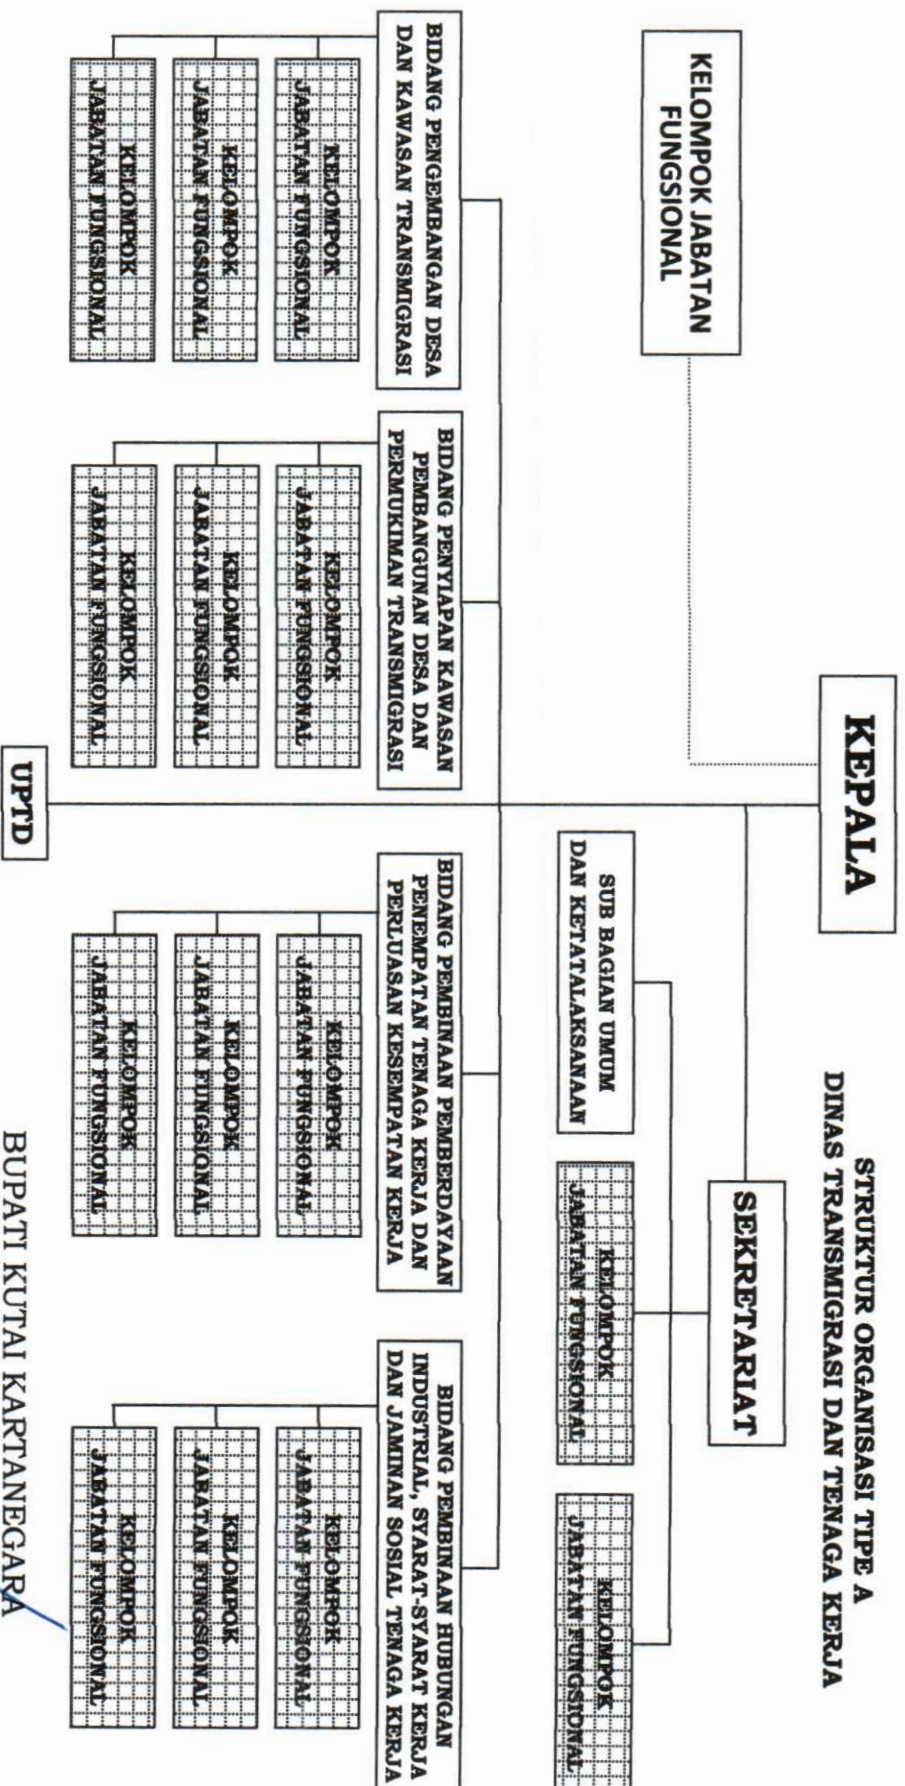 STRUKTUR ORGANISASI TIPE A
DINAS TRANSMIGRASI DAN TENAGA KERJA
KEPALA
KELOMPOK JABATAN
FUNGSIONAL
SEKRETARIAT
SUB BAGIAN UMUM
DAN KETATALAKSANAAN
KELOMPOK
JABATAN FUNGSIONAL
KELOMPOK
JABATAN FUNGSIONAL
BIDANG PENGEMBANGAN DESA
DAN KAWASAN TRANSMIGRASI
KELOMPOK
JABATAN FUNGSIONAL
KELOMPOK
JABATAN FUNGSIONAL
KELOMPOK
JABATAN FUNGSIONAL
BIDANG PENYIAPAN KAWASAN
PEMBANGUNAN DESA DAN
PERMUKIMAN TRANSMIGRASI
KELOMPOK
JABATAN FUNGSIONAL
KELOMPOK
JABATAN FUNGSIONAL
KELOMPOK
JABATAN FUNGSIONAL
BIDANG PEMBINAAN PEMBERDAYAAN
PENEMPATAN TENAGA KERJA DAN
PERLUASAN KESEMPATAN KERJA
KELOMPOK
JABATAN FUNGSIONAL
KELOMPOK
JABATAN FUNGSIONAL
KELOMPOK
JABATAN FUNGSIONAL
BIDANG PEMBINAAN HUBUNGAN
INDUSTRIAL, SYARAT-SYARAT KERJA
DAN JAMINAN SOSIAL TENAGA KERJA
KELOMPOK
JABATAN FUNGSIONAL
KELOMPOK
JABATAN FUNGSIONAL
KELOMPOK
JABATAN FUNGSIONAL
UPTD
BUPATI KUTAI KARTANEGARA